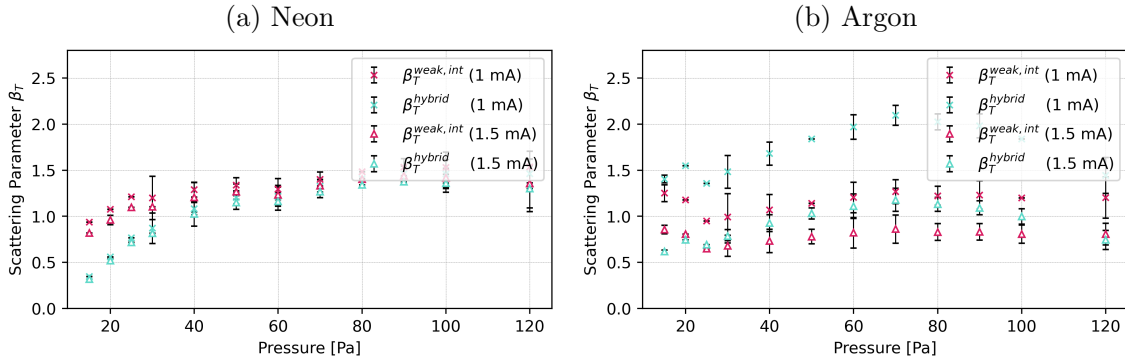 (a) Neon
2.5
2.0
1.5
1.0
0.5
0.0
Scattering Parameter β_T
20 40 60 80 100 120
Pressure [Pa]
β_T^{weak, int} (1 mA)
β_T^{hybrid} (1 mA)
β_T^{weak, int} (1.5 mA)
β_T^{hybrid} (1.5 mA)
(b) Argon
2.5
2.0
1.5
1.0
0.5
0.0
Scattering Parameter β_T
20 40 60 80 100 120
Pressure [Pa]
β_T^{weak, int} (1 mA)
β_T^{hybrid} (1 mA)
β_T^{weak, int} (1.5 mA)
β_T^{hybrid} (1.5 mA)